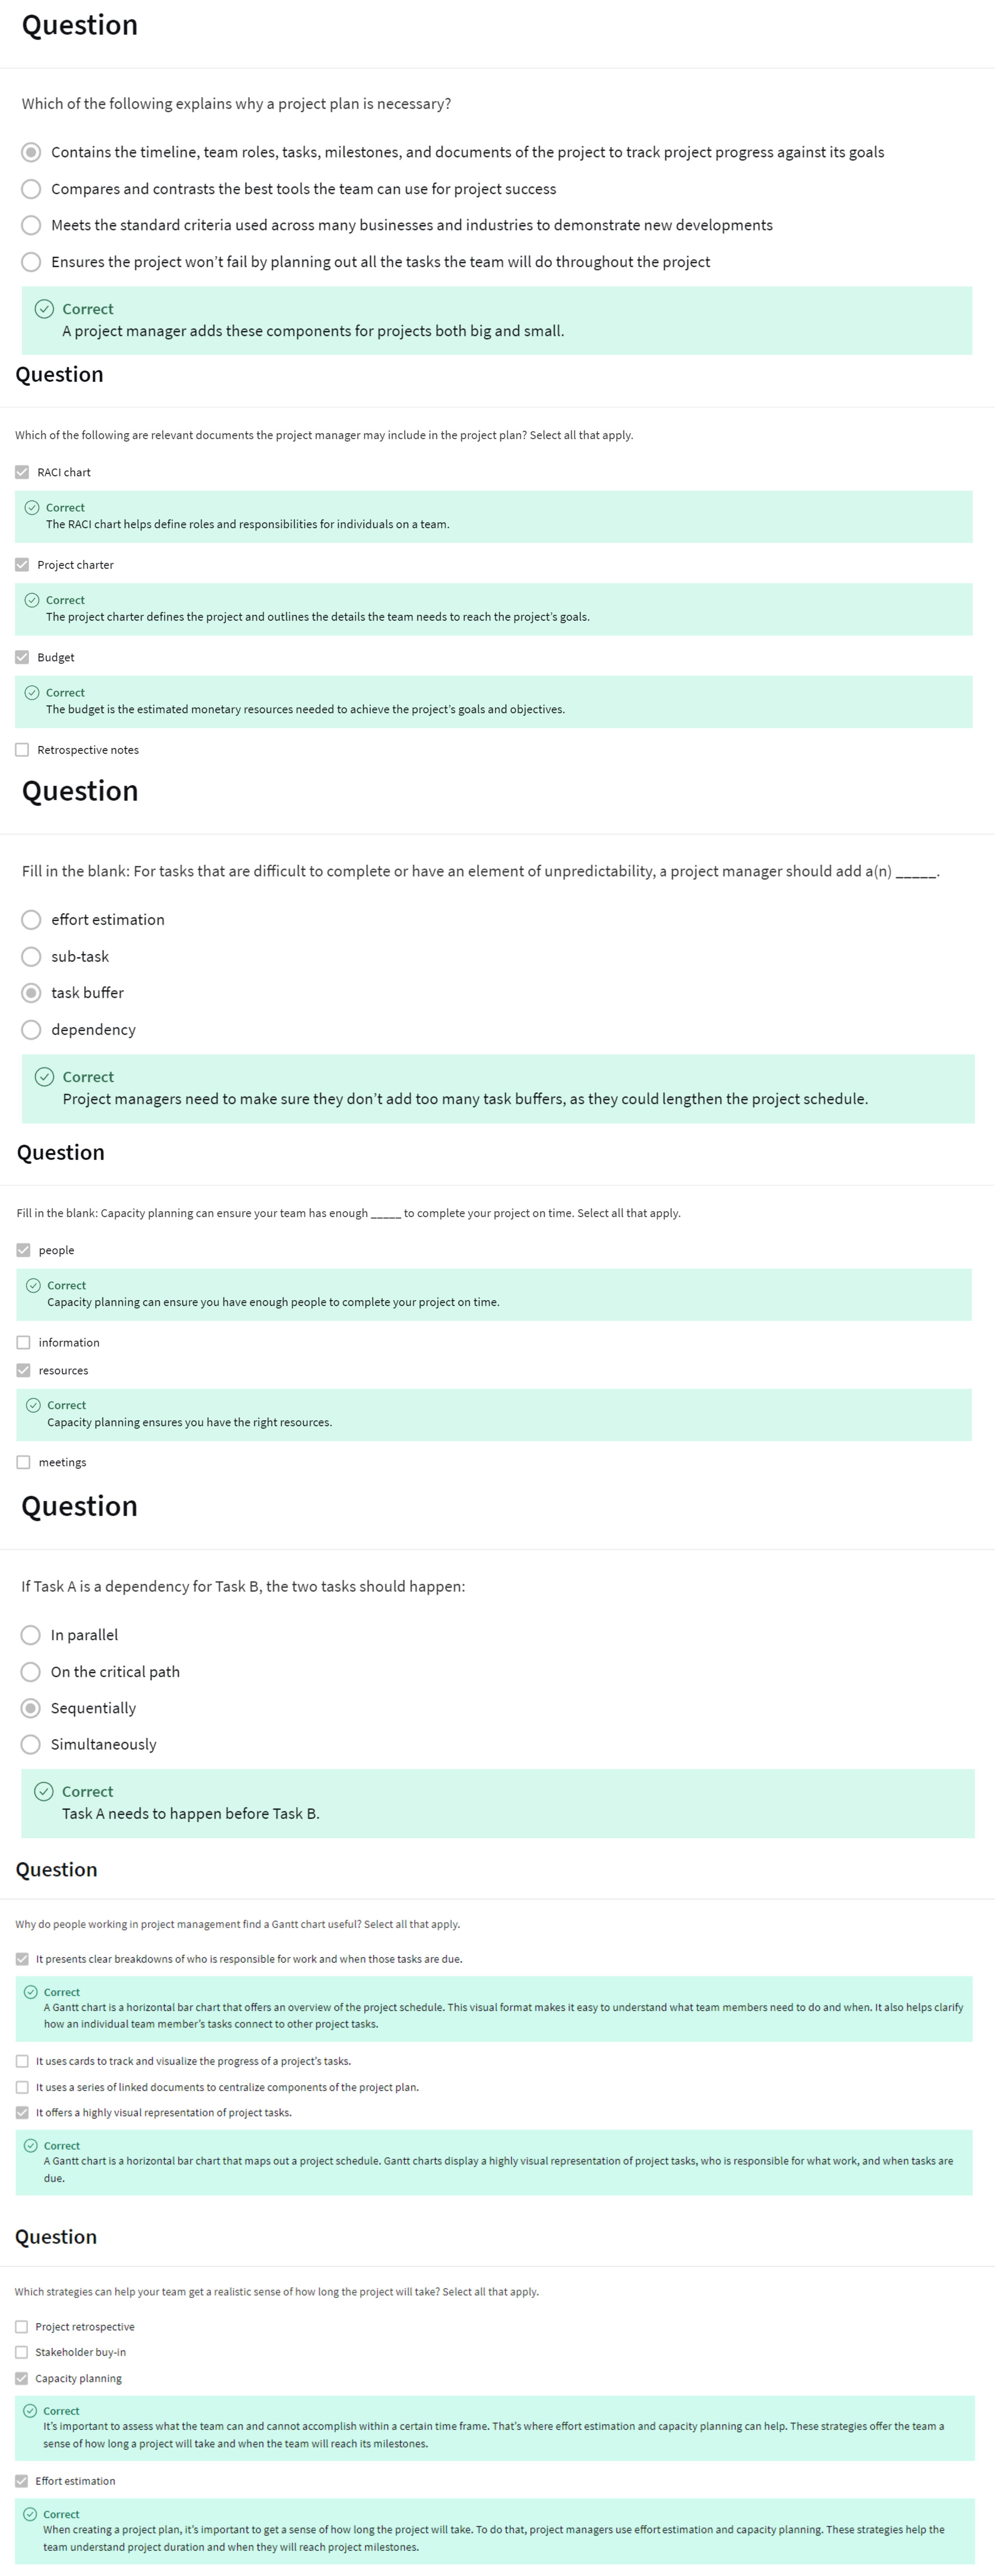 Question
Which of the following explains why a project plan is necessary?
Contains the timeline, team roles, tasks, milestones, and documents of the project to track project progress against its goals
Compares and contrasts the best tools the team can use for project success
Meets the standard criteria used across many businesses and industries to demonstrate new developments
Ensures the project won’t fail by planning out all the tasks the team will do throughout the project
Correct
A project manager adds these components for projects both big and small.
Question
Which of the following are relevant documents the project manager may include in the project plan? Select all that apply.
RACI chart
Correct
The RACI chart helps define roles and responsibilities for individuals on a team.
Project charter
Correct
The project charter defines the project and outlines the details the team needs to reach the project’s goals.
Budget
Correct
The budget is the estimated monetary resources needed to achieve the project’s goals and objectives.
Retrospective notes
Question
Fill in the blank: For tasks that are difficult to complete or have an element of unpredictability, a project manager should add a(n) _____.
effort estimation
sub-task
task buffer
dependency
Correct
Project managers need to make sure they don’t add too many task buffers, as they could lengthen the project schedule.
Question
Fill in the blank: Capacity planning can ensure your team has enough _____ to complete your project on time. Select all that apply.
people
Correct
Capacity planning can ensure you have enough people to complete your project on time.
information
resources
Correct
Capacity planning ensures you have the right resources.
meetings
Question
If Task A is a dependency for Task B, the two tasks should happen:
In parallel
On the critical path
Sequentially
Simultaneously
Correct
Task A needs to happen before Task B.
Question
Why do people working in project management find a Gantt chart useful? Select all that apply.
It presents clear breakdowns of who is responsible for work and when those tasks are due.
Correct
A Gantt chart is a horizontal bar chart that offers an overview of the project schedule. This visual format makes it easy to understand what team members need to do and when. It also helps clarify
how an individual team member’s tasks connect to other project tasks.
It uses cards to track and visualize the progress of a project’s tasks.
It uses a series of linked documents to centralize components of the project plan.
It offers a highly visual representation of project tasks.
Correct
A Gantt chart is a horizontal bar chart that maps out a project schedule. Gantt charts display a highly visual representation of project tasks, who is responsible for what work, and when tasks are
due.
Question
Which strategies can help your team get a realistic sense of how long the project will take? Select all that apply.
Project retrospective
Stakeholder buy-in
Capacity planning
Correct
It’s important to assess what the team can and cannot accomplish within a certain time frame. That’s where effort estimation and capacity planning can help. These strategies offer the team a
sense of how long a project will take and when the team will reach its milestones.
Effort estimation
Correct
When creating a project plan, it’s important to get a sense of how long the project will take. To do that, project managers use effort estimation and capacity planning. These strategies help the
team understand project duration and when they will reach project milestones.